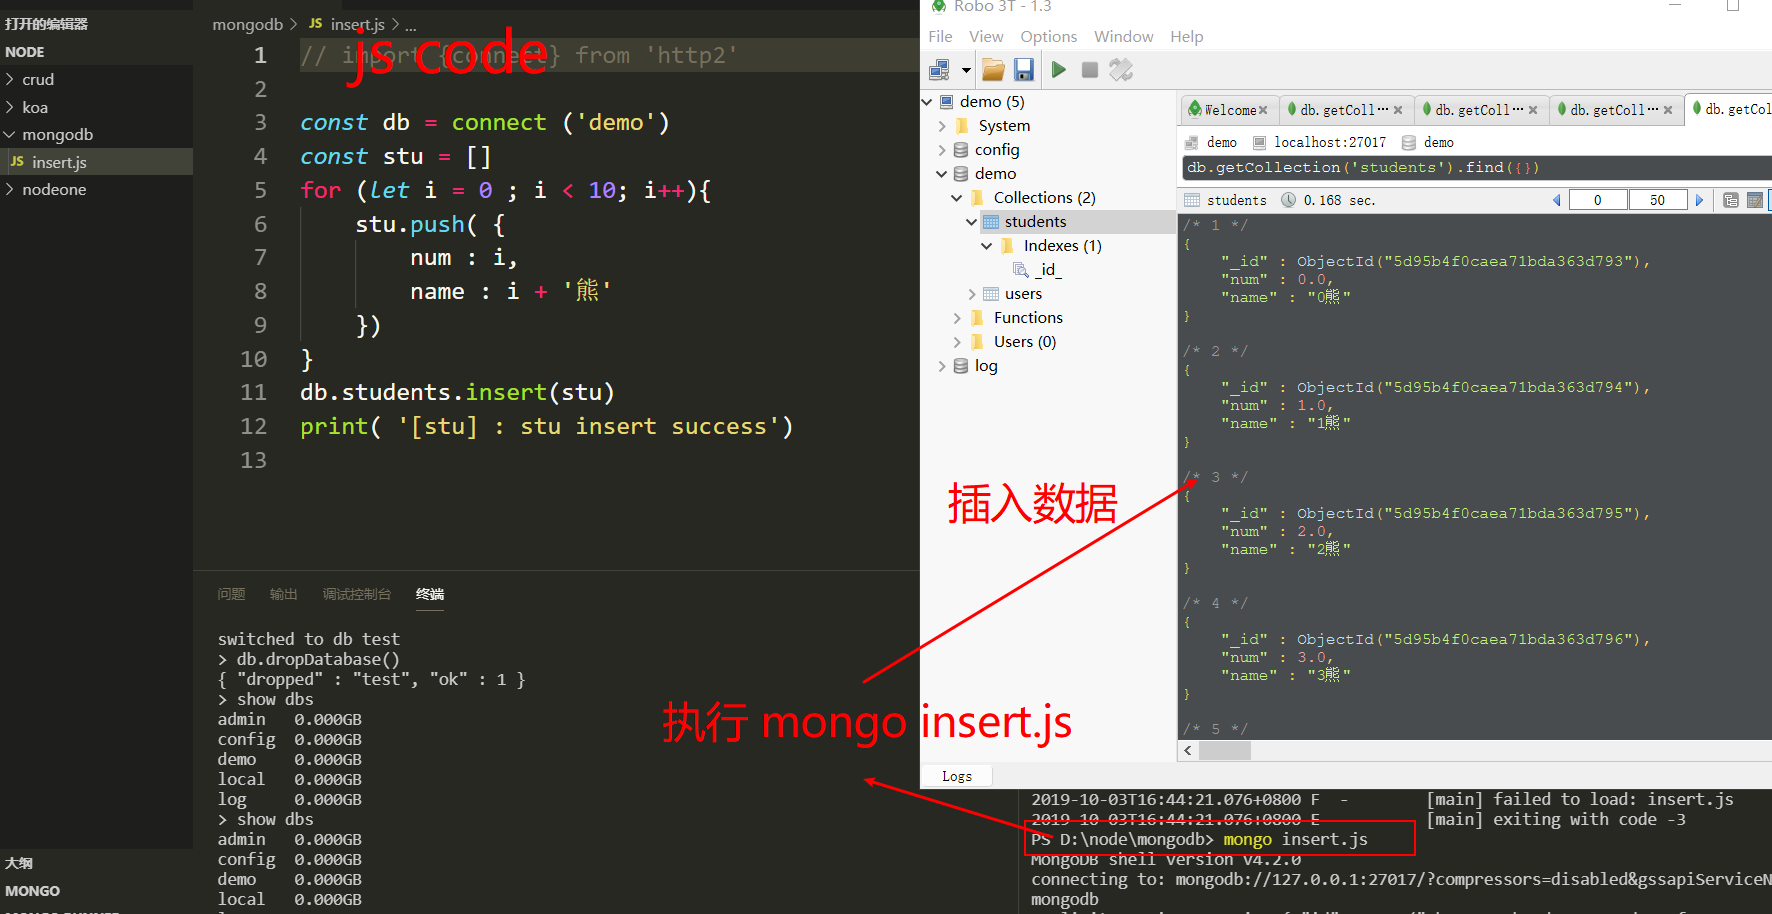 打开的编辑器
NODE
crud
koa
mongodb
JS insert.js
nodeone
大纲
MONGO
mongodb > JS insert.js > ...
1 // import {connect} from 'http2'
js code
2
3 const db = connect ('demo')
4 const stu = []
5 for (let i = 0 ; i < 10; i++){
6 stu.push( {
7 num : i,
8 name : i + '熊'
9 })
10 }
11 db.students.insert(stu)
12 print( '[stu] : stu insert success')
13
问题 输出 调试控制台 终端
switched to db test
> db.dropDatabase()
{ "dropped" : "test", "ok" : 1 }
> show dbs
admin 0.000GB
config 0.000GB
demo 0.000GB
local 0.000GB
log 0.000GB
> show dbs
admin 0.000GB
config 0.000GB
demo 0.000GB
local 0.000GB
Robo 3T - 1.3
File View Options Window Help
demo (5)
System
config
demo
Collections (2)
students
Indexes (1)
_id_
users
Functions
Users (0)
log
插入数据
执行 mongo insert.js
Logs
Welcome × db.getColl··· × db.getColl··· × db.getColl··· × db.getCol
demo localhost:27017 demo
db.getCollection('students').find({})
students 0.168 sec. 0 50
/* 1 */
{
"_id" : ObjectId("5d95b4f0caea71bda363d793"),
"num" : 0.0,
"name" : "0熊"
}
/* 2 */
{
"_id" : ObjectId("5d95b4f0caea71bda363d794"),
"num" : 1.0,
"name" : "1熊"
}
/* 3 */
{
"_id" : ObjectId("5d95b4f0caea71bda363d795"),
"num" : 2.0,
"name" : "2熊"
}
/* 4 */
{
"_id" : ObjectId("5d95b4f0caea71bda363d796"),
"num" : 3.0,
"name" : "3熊"
}
/* 5 */
2019-10-03T16:44:21.076+0800 F - [main] failed to load: insert.js
2019-10-03T16:44:21.076+0800 E [main] exiting with code -3
PS D:\node\mongodb> mongo insert.js
MongoDB shell version v4.2.0
connecting to: mongodb://127.0.0.1:27017/?compressors=disabled&gssapiServiceN
mongodb